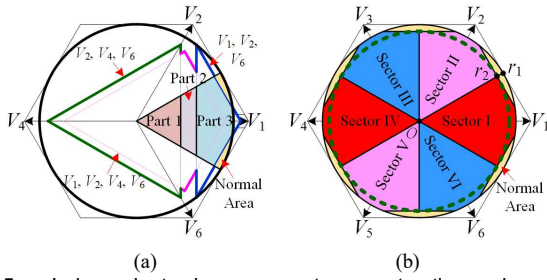 V2
V1, V2,
V6
V2, V4, V6
Part 2
V4
Part 1
Part 3
V1
V1, V2, V4, V6
Normal
Area
V6
(a)
V3
V2
r1
r2
Sector III
Sector II
V4
Sector IV
O
Sector I
V1
Sector V
Sector VI
Normal
Area
V5
V6
(b)